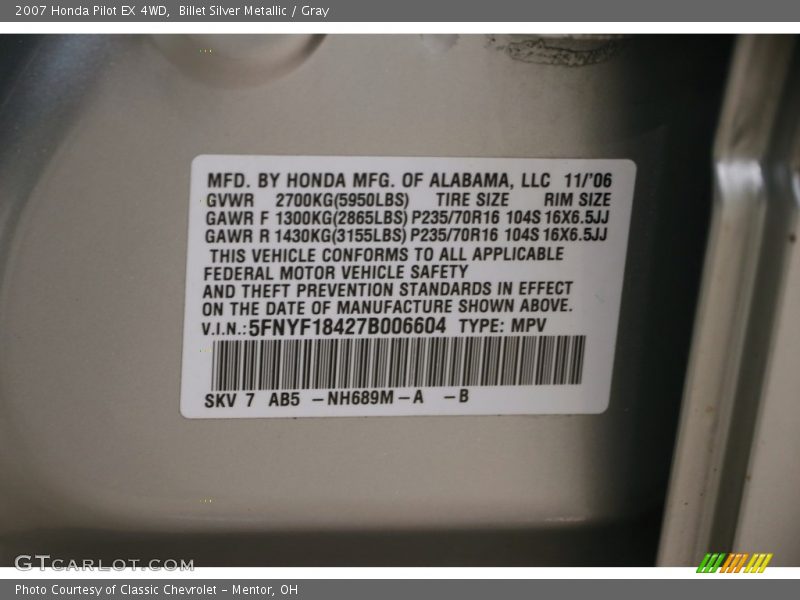 2007 Honda Pilot EX 4WD, Billet Silver Metallic / Gray
MFD. BY HONDA MFG. OF ALABAMA, LLC 11/'06
GVWR 2700KG(5950LBS) TIRE SIZE RIM SIZE
GAWR F 1300KG(2865LBS) P235/70R16 104S 16X6.5JJ
GAWR R 1430KG(3155LBS) P235/70R16 104S 16X6.5JJ
THIS VEHICLE CONFORMS TO ALL APPLICABLE
FEDERAL MOTOR VEHICLE SAFETY
AND THEFT PREVENTION STANDARDS IN EFFECT
ON THE DATE OF MANUFACTURE SHOWN ABOVE.
V.I.N.: 5FNYF18427B006604 TYPE: MPV
SKV 7 AB5 -NH689M-A -B
GTCARLOT.COM
Photo Courtesy of Classic Chevrolet - Mentor, OH